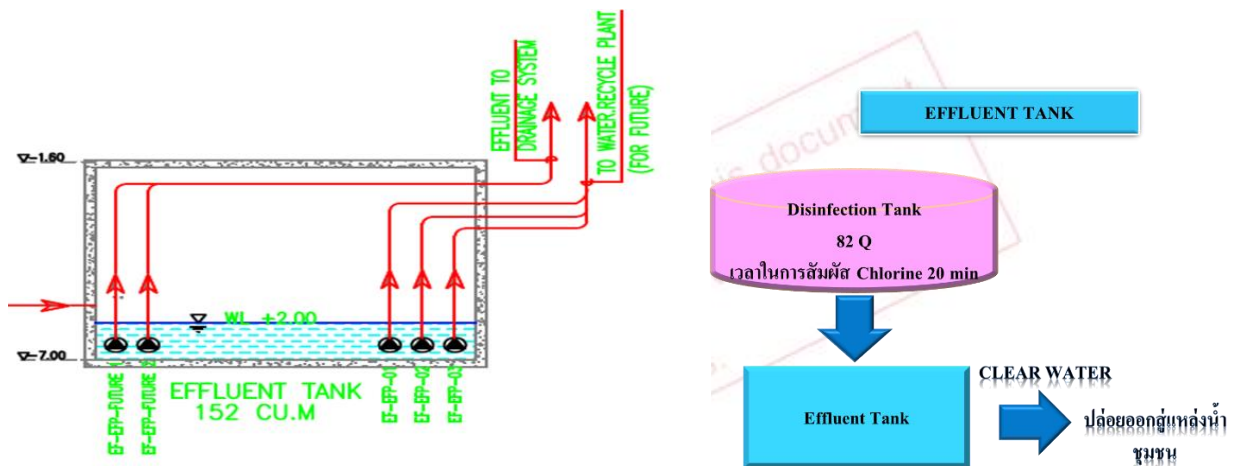 EFFLUENT TO
DRAINAGE SYSTEM
TO WATER.RECYCLE PLANT
(FOR FUTURE)
-1.60
WL +2.00
-7.00
EF-EFP-FUTURE 1
EF-EFP-FUTURE 2
EFFLUENT TANK
152 CU.M
EF-EFP-01
EF-EFP-02
EF-EFP-03
EFFLUENT TANK
is document
Disinfection Tank
82 Q
เวลาในการสัมผัส Chlorine 20 min
Effluent Tank
CLEAR WATER
ปล่อยออกสู่แหล่งน้ำ
ชุมชน